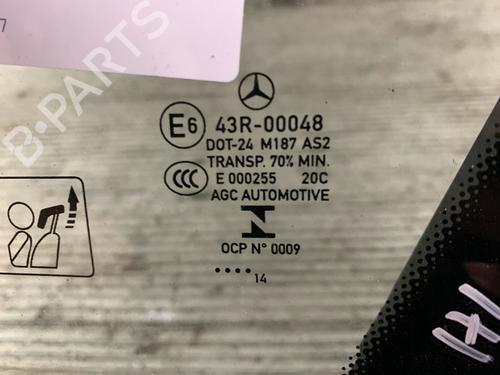 7
B-PARTS
E6 43R-00048
DOT-24 M187 AS2
TRANSP. 70% MIN.
CCC E 000255 20C
AGC AUTOMOTIVE
N
OCP N° 0009
•••• 14